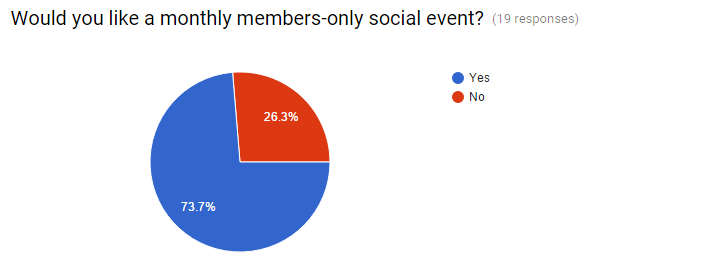 Would you like a monthly members-only social event? (19 responses)
Yes
No
26.3%
73.7%